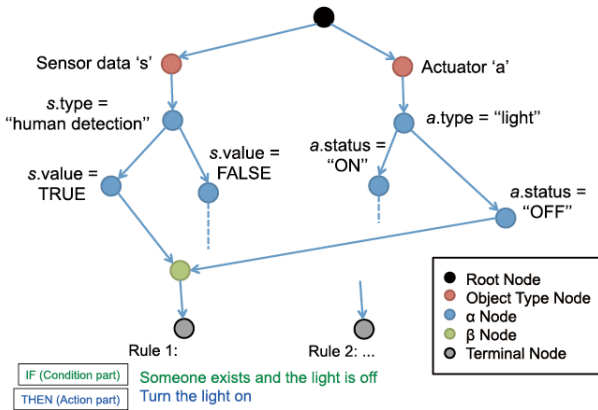 Sensor data ‘s’
Actuator ‘a’
s.type =
“human detection”
a.type = “light”
s.value =
TRUE
s.value =
FALSE
a.status =
“ON”
a.status =
“OFF”
Root Node
Object Type Node
α Node
β Node
Terminal Node
Rule 1:
Rule 2: ...
IF (Condition part)
Someone exists and the light is off
THEN (Action part)
Turn the light on